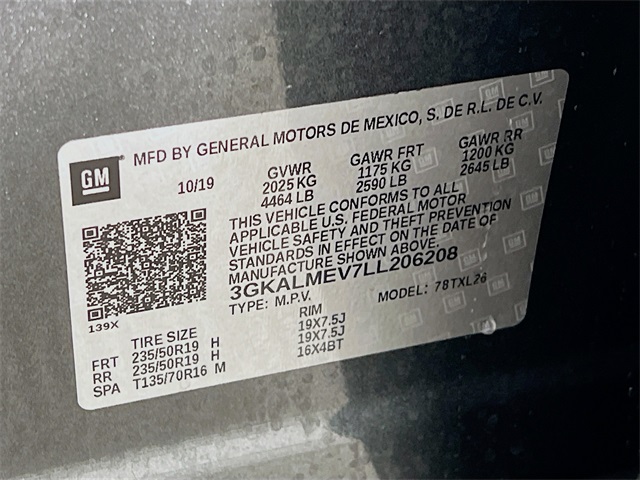 GM
MFD BY GENERAL MOTORS DE MEXICO, S. DE R.L. DE C.V.
10/19
GVWR GAWR FRT GAWR RR
2025 KG 1175 KG 1200 KG
4464 LB 2590 LB 2645 LB
THIS VEHICLE CONFORMS TO ALL
APPLICABLE U.S. FEDERAL MOTOR
VEHICLE SAFETY AND THEFT PREVENTION
STANDARDS IN EFFECT ON THE DATE OF
MANUFACTURE SHOWN ABOVE.
3GKALMEV7LL206208
TYPE: M.P.V. MODEL: 78TXL26
139X
TIRE SIZE RIM
FRT 235/50R19 H 19X7.5J
RR 235/50R19 H 19X7.5J
SPA T135/70R16 M 16X4BT